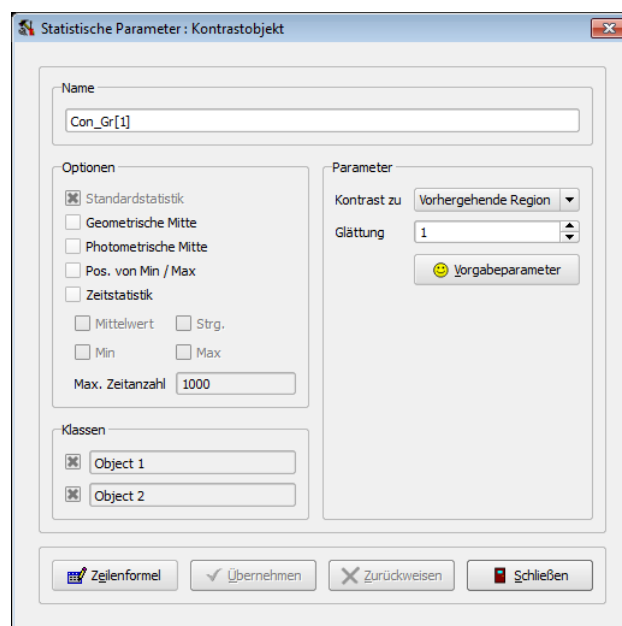 Statistische Parameter : Kontrastobjekt
Name
Con_Gr[1]
Optionen
Standardstatistik
Geometrische Mitte
Photometrische Mitte
Pos. von Min / Max
Zeitstatistik
Mittelwert Strg.
Min Max
Max. Zeitanzahl 1000
Parameter
Kontrast zu Vorhergehende Region
Glättung 1
Vorgabeparameter
Klassen
Object 1
Object 2
Zeilenformel Übernehmen Zurückweisen Schließen